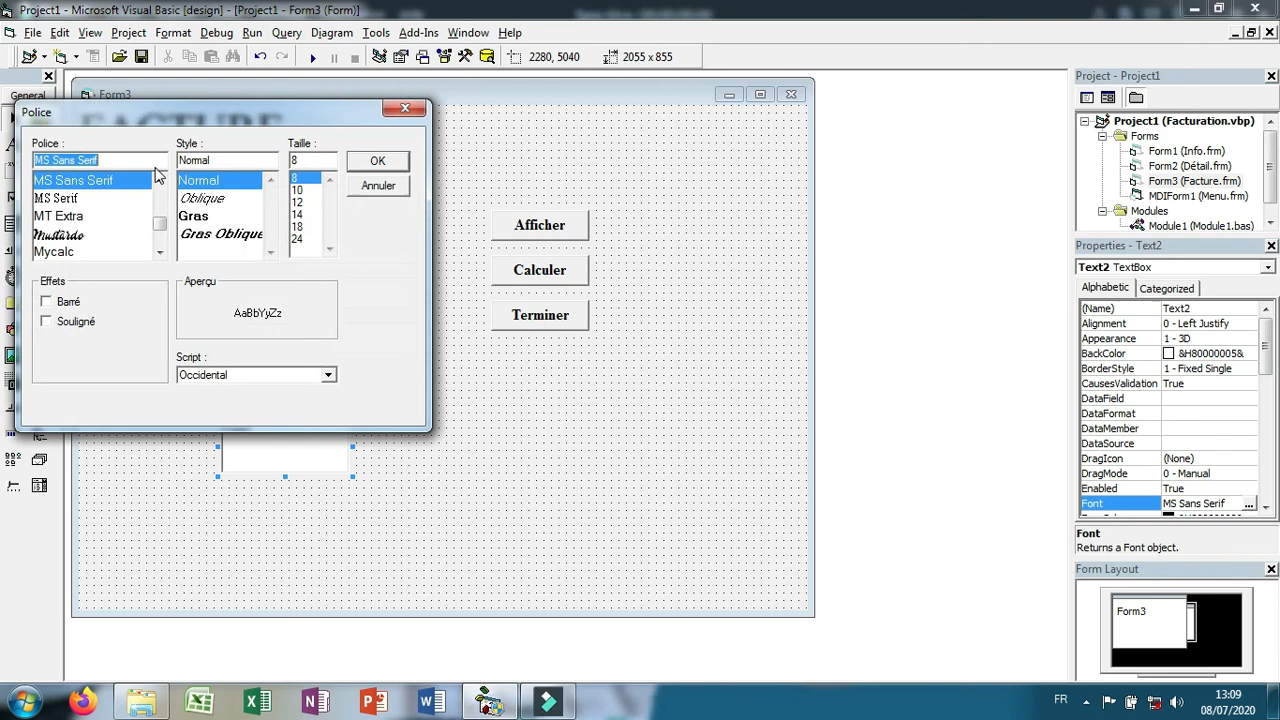 Project1 - Microsoft Visual Basic [design] - [Project1 - Form3 (Form)]
File Edit View Project Format Debug Run Query Diagram Tools Add-Ins Window Help
2280, 5040
2055 x 855
General
Form3
FACTURE
Police
Police :
Style :
Taille :
MS Sans Serif
Normal
8
OK
Annuler
MS Sans Serif
MS Serif
MT Extra
Mustardo
Mycalc
Normal
Oblique
Gras
Gras Oblique
8
10
12
14
18
24
Effets
Barré
Souligné
Aperçu
AaBbYyZz
Script :
Occidental
Afficher
Calculer
Terminer
Project - Project1
Project1 (Facturation.vbp)
Forms
Form1 (Info.frm)
Form2 (Détail.frm)
Form3 (Facture.frm)
MDIForm1 (Menu.frm)
Modules
Module1 (Module1.bas)
Properties - Text2
Text2 TextBox
Alphabetic Categorized
(Name) Text2
Alignment 0 - Left Justify
Appearance 1 - 3D
BackColor &H80000005&
BorderStyle 1 - Fixed Single
CausesValidation True
DataField
DataFormat
DataMember
DataSource
DragIcon (None)
DragMode 0 - Manual
Enabled True
Font MS Sans Serif ...
Font
Returns a Font object.
Form Layout
Form3
FR
13:09
08/07/2020